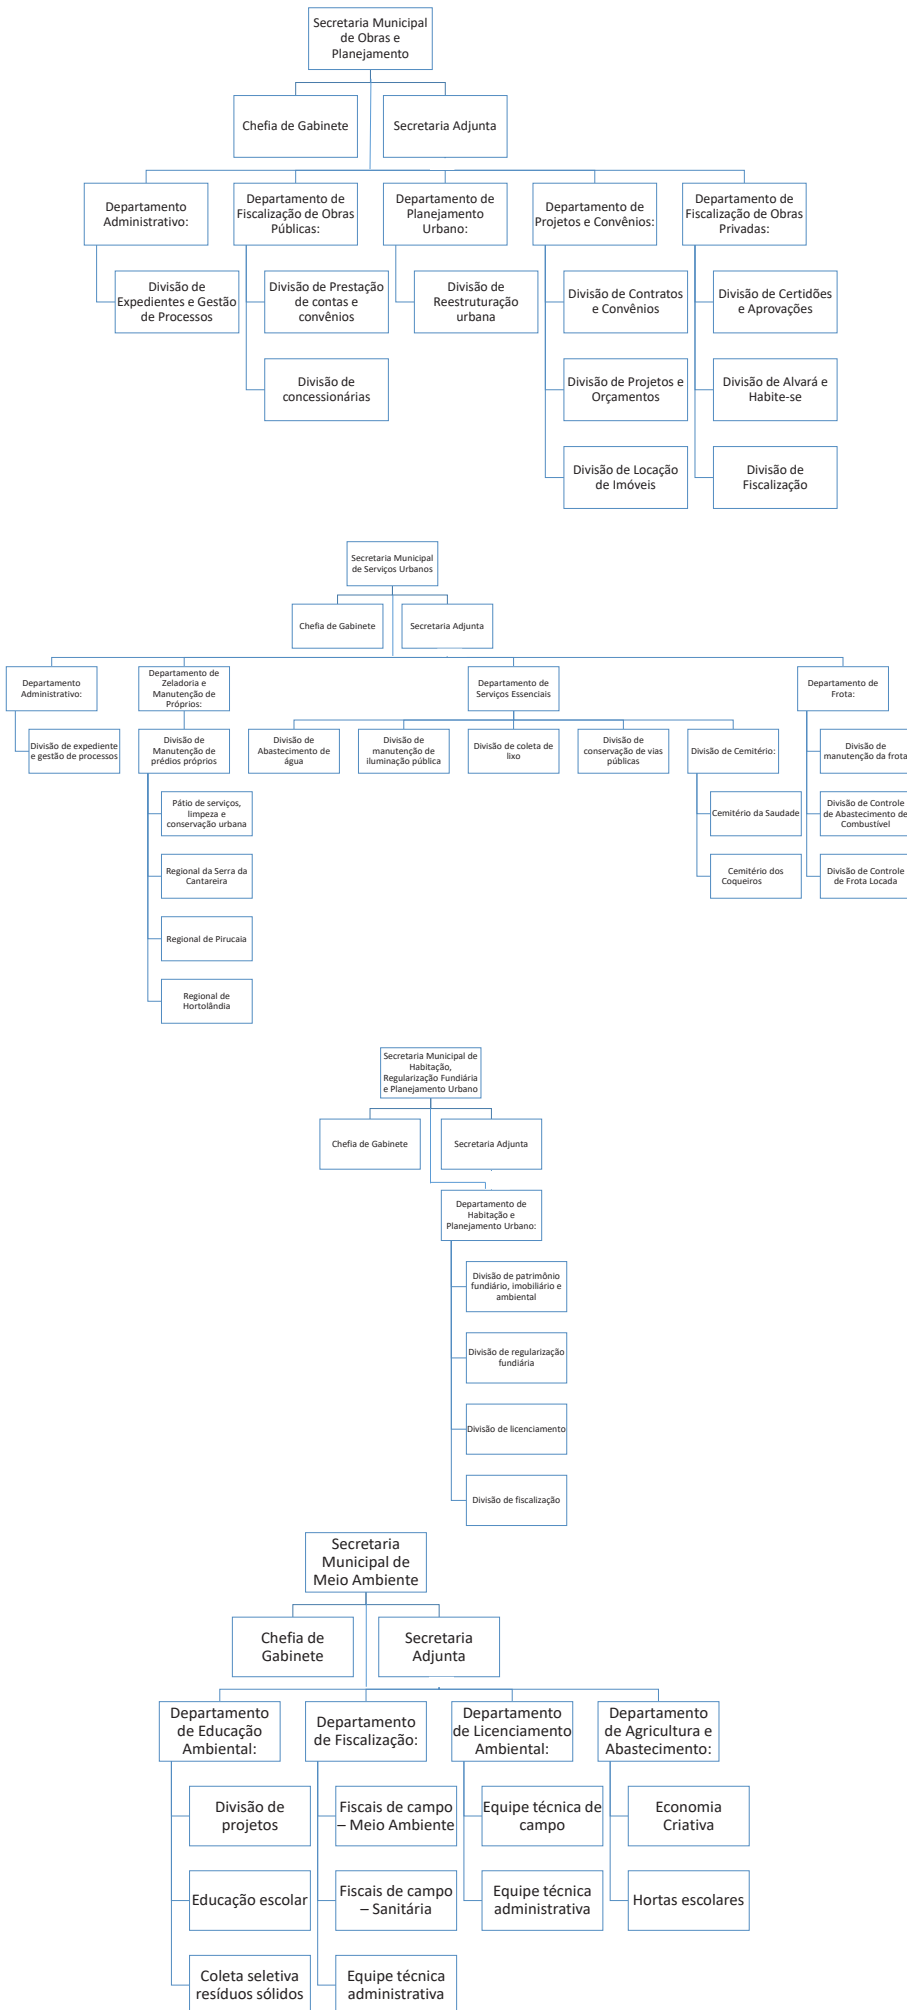 Secretaria Municipal
de Obras e
Planejamento
Chefia de Gabinete
Secretaria Adjunta
Departamento
Administrativo:
Departamento de
Fiscalização de Obras
Públicas:
Departamento de
Planejamento
Urbano:
Departamento de
Projetos e Convênios:
Departamento de
Fiscalização de Obras
Privadas:
Divisão de
Expedientes e Gestão
de Processos
Divisão de Prestação
de contas e
convênios
Divisão de
Reestruturação
urbana
Divisão de Contratos
e Convênios
Divisão de Certidões
e Aprovações
Divisão de
concessionárias
Divisão de Projetos e
Orçamentos
Divisão de Alvará e
Habite-se
Divisão de Locação
de Imóveis
Divisão de
Fiscalização
Secretaria Municipal
de Serviços Urbanos
Chefia de Gabinete
Secretaria Adjunta
Departamento
Administrativo:
Departamento de
Zeladoria e
Manutenção de
Próprios:
Departamento de
Serviços Essenciais
Departamento de
Frota:
Divisão de expediente
e gestão de processos
Divisão de
Manutenção de
prédios próprios
Divisão de
Abastecimento de
água
Divisão de
manutenção de
iluminação pública
Divisão de coleta de
lixo
Divisão de
conservação de vias
públicas
Divisão de Cemitério:
Divisão de
manutenção da frota
Pátio de serviços,
limpeza e
conservação urbana
Cemitério da Saudade
Divisão de Controle
de Abastecimento de
Combustível
Regional da Serra da
Cantareira
Cemitério dos
Coqueiros
Divisão de Controle
de Frota Locada
Regional de Pirucaia
Regional de
Hortolândia
Secretaria Municipal de
Habitação,
Regularização Fundiária
e Planejamento Urbano
Chefia de Gabinete
Secretaria Adjunta
Departamento de
Habitação e
Planejamento Urbano:
Divisão de patrimônio
fundiário, imobiliário e
ambiental
Divisão de regularização
fundiária
Divisão de licenciamento
Divisão de fiscalização
Secretaria
Municipal de
Meio Ambiente
Chefia de
Gabinete
Secretaria
Adjunta
Departamento
de Educação
Ambiental:
Departamento
de Fiscalização:
Departamento
de Licenciamento
Ambiental:
Departamento
de Agricultura e
Abastecimento:
Divisão de
projetos
Fiscais de campo
– Meio Ambiente
Equipe técnica de
campo
Economia
Criativa
Educação escolar
Fiscais de campo
– Sanitária
Equipe técnica
administrativa
Hortas escolares
Coleta seletiva
resíduos sólidos
Equipe técnica
administrativa